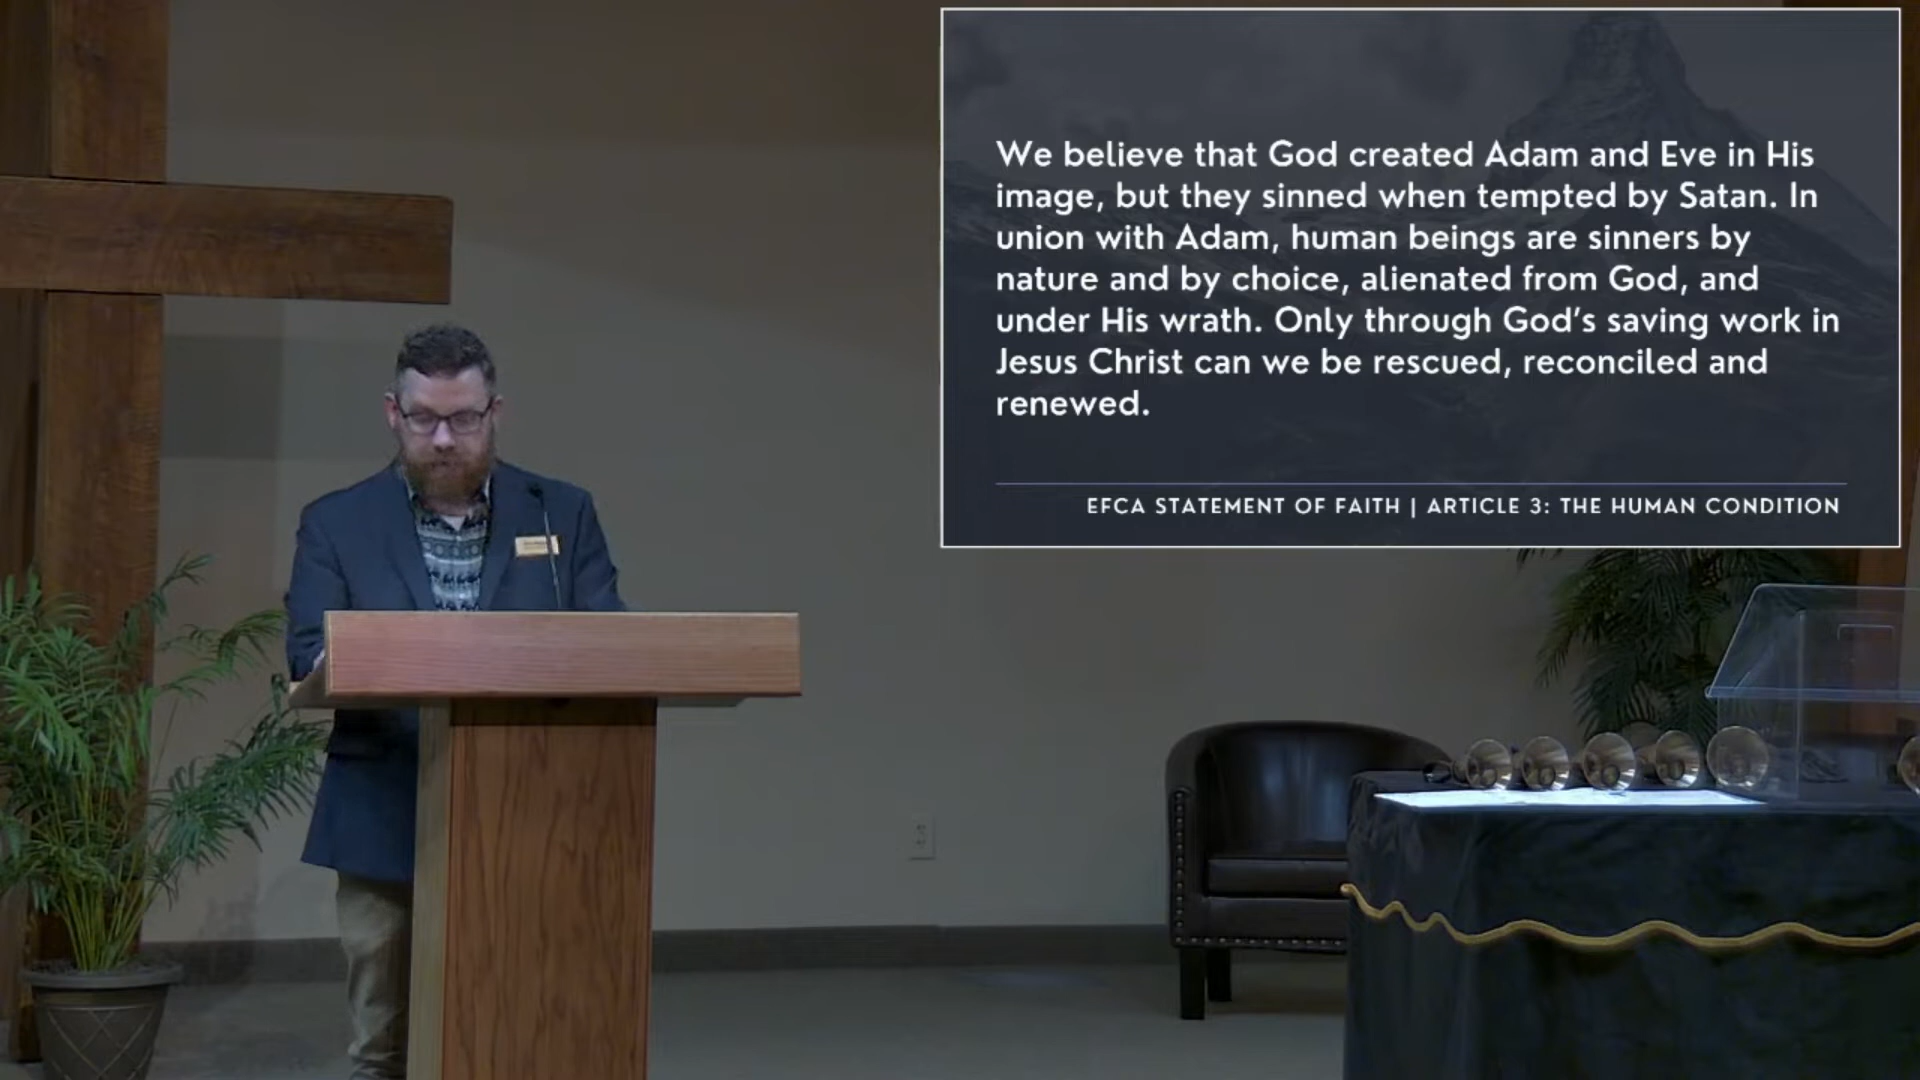 We believe that God created Adam and Eve in His
image, but they sinned when tempted by Satan. In
union with Adam, human beings are sinners by
nature and by choice, alienated from God, and
under His wrath. Only through God's saving work in
Jesus Christ can we be rescued, reconciled and
renewed.
EFCA STATEMENT OF FAITH | ARTICLE 3: THE HUMAN CONDITION